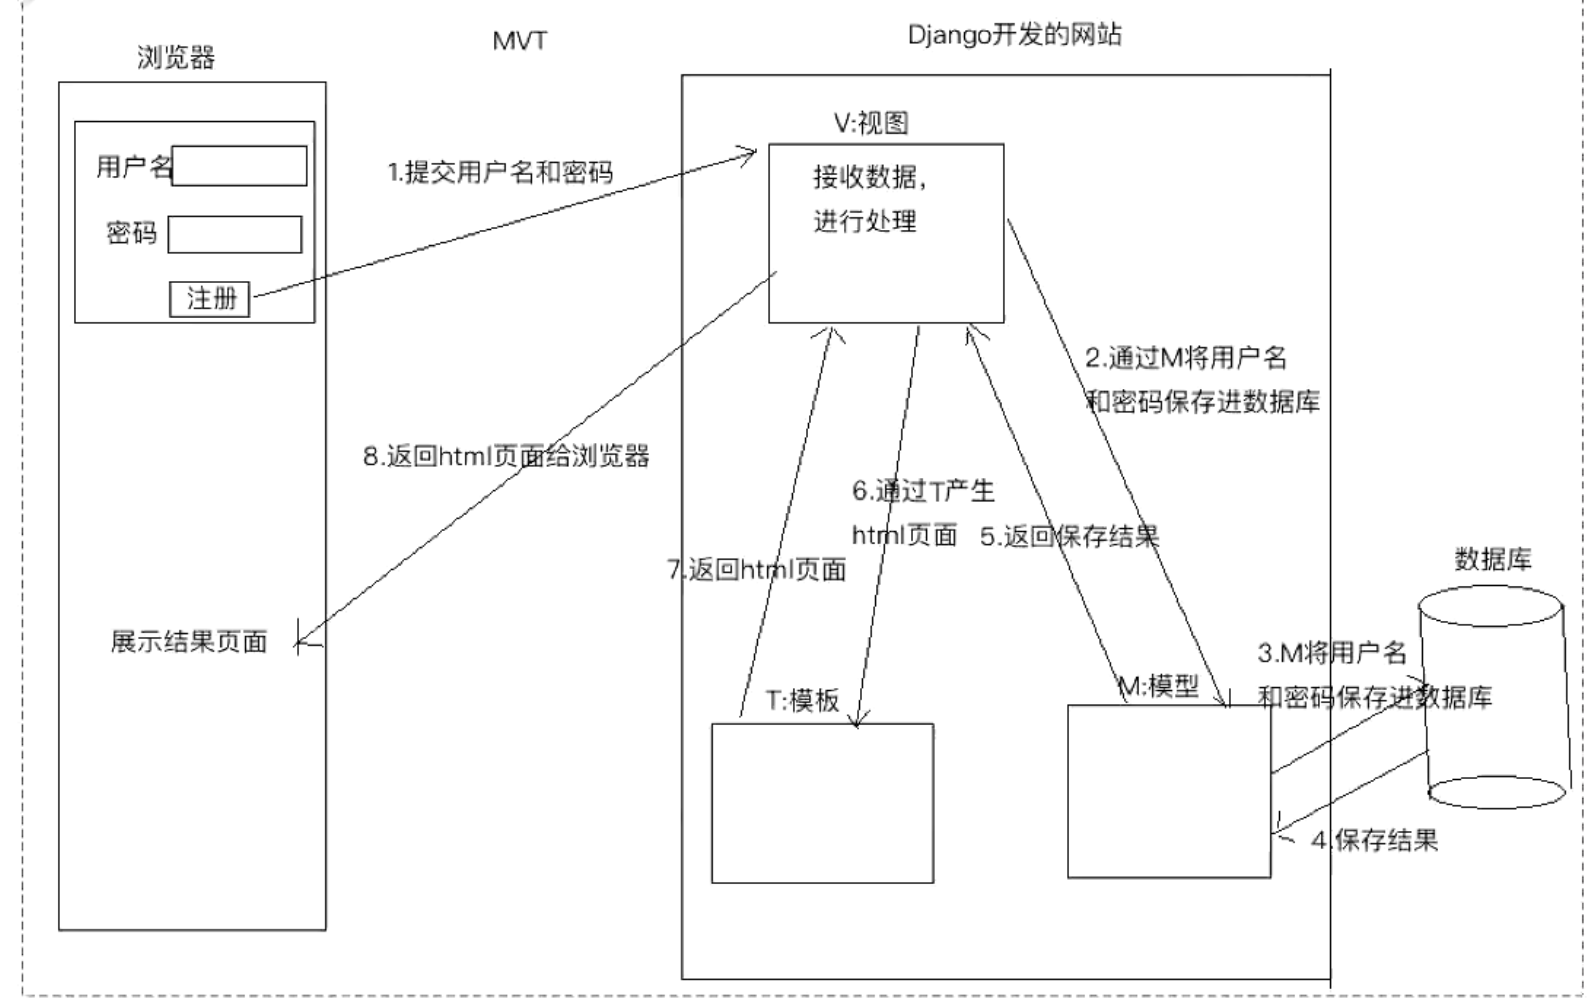 MVT
Django开发的网站
浏览器
用户名
密码
注册
1.提交用户名和密码
V:视图
接收数据，
进行处理
2.通过M将用户名
和密码保存进数据库
8.返回html页面给浏览器
6.通过T产生
html页面
5.返回保存结果
7.返回html页面
数据库
展示结果页面
3.M将用户名
和密码保存进数据库
T:模板
M:模型
4.保存结果